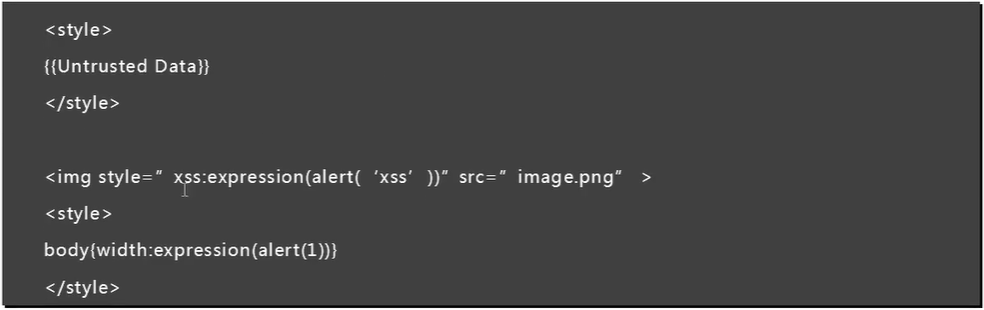 <style>
{{Untrusted Data}}
</style>
<img style=” xss:expression(alert( ‘xss’ ))” src=” image.png” >
<style>
body{width:expression(alert(1))}
</style>